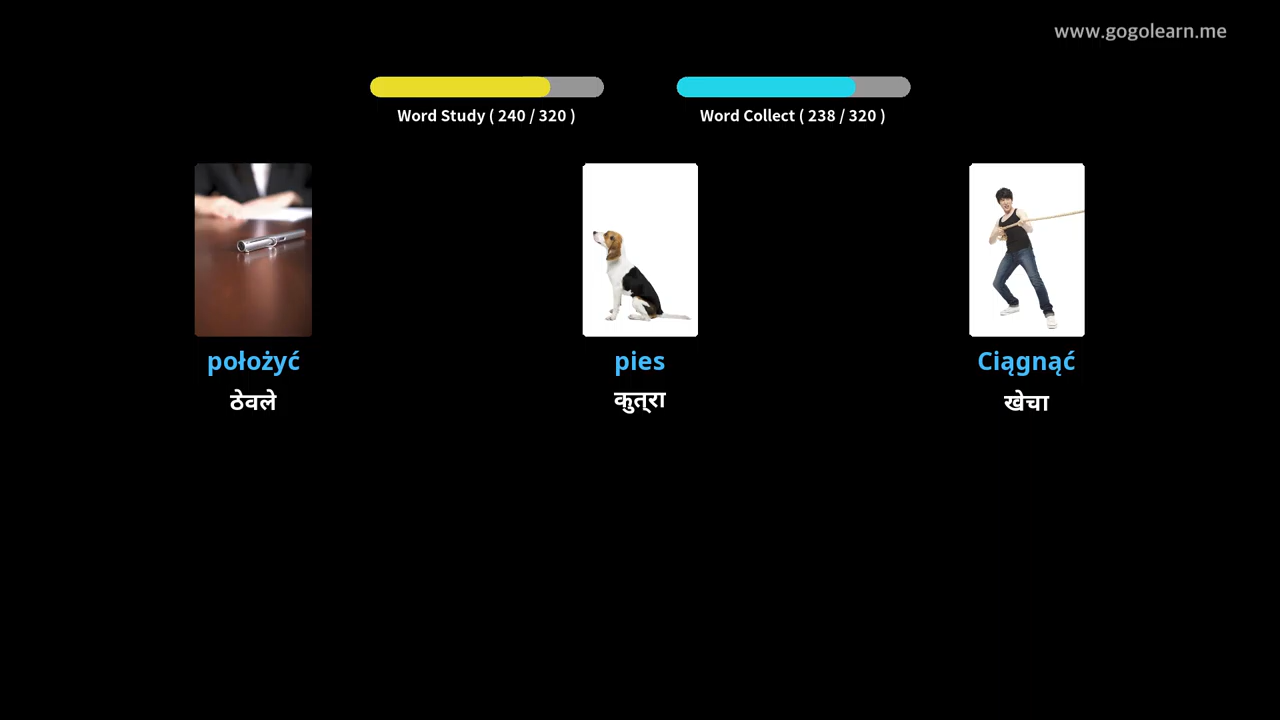 www.gogolearn.me
Word Study ( 240 / 320 )
Word Collect ( 238 / 320 )
położyć
pies
Ciągnąć
ठेवले
कुत्रा
खेचा